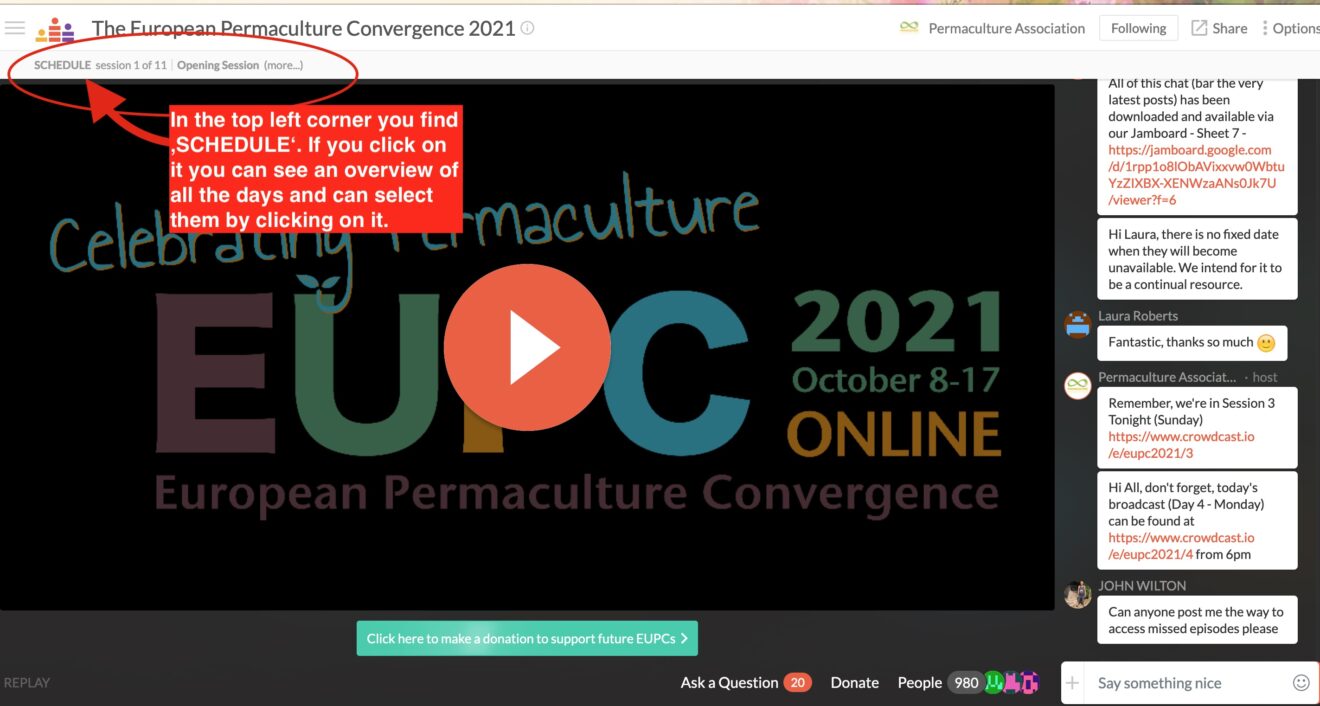 The European Permaculture Convergence 2021
Permaculture Association
Following
Share
Options
SCHEDULE session 1 of 11 | Opening Session (more...)
In the top left corner you find
‚SCHEDULE‘. If you click on
it you can see an overview of
all the days and can select
them by clicking on it.
Celebrating Permaculture
EUPC
2021
October 8-17
ONLINE
European Permaculture Convergence
Click here to make a donation to support future EUPCs
REPLAY
Ask a Question 20
Donate
People 980
All of this chat (bar the very
latest posts) has been
downloaded and available via
our Jamboard - Sheet 7 -
https://jamboard.google.com
/d/1rpp1o8lObAVixxvw0Wbtu
YzZIXBX-XENWzaANs0Jk7U
/viewer?f=6
Hi Laura, there is no fixed date
when they will become
unavailable. We intend for it to
be a continual resource.
Laura Roberts
Fantastic, thanks so much 🙂
Permaculture Associat... · host
Remember, we're in Session 3
Tonight (Sunday)
https://www.crowdcast.io
/e/eupc2021/3
Hi All, don't forget, today's
broadcast (Day 4 - Monday)
can be found at
https://www.crowdcast.io
/e/eupc2021/4 from 6pm
JOHN WILTON
Can anyone post me the way to
access missed episodes please
Say something nice